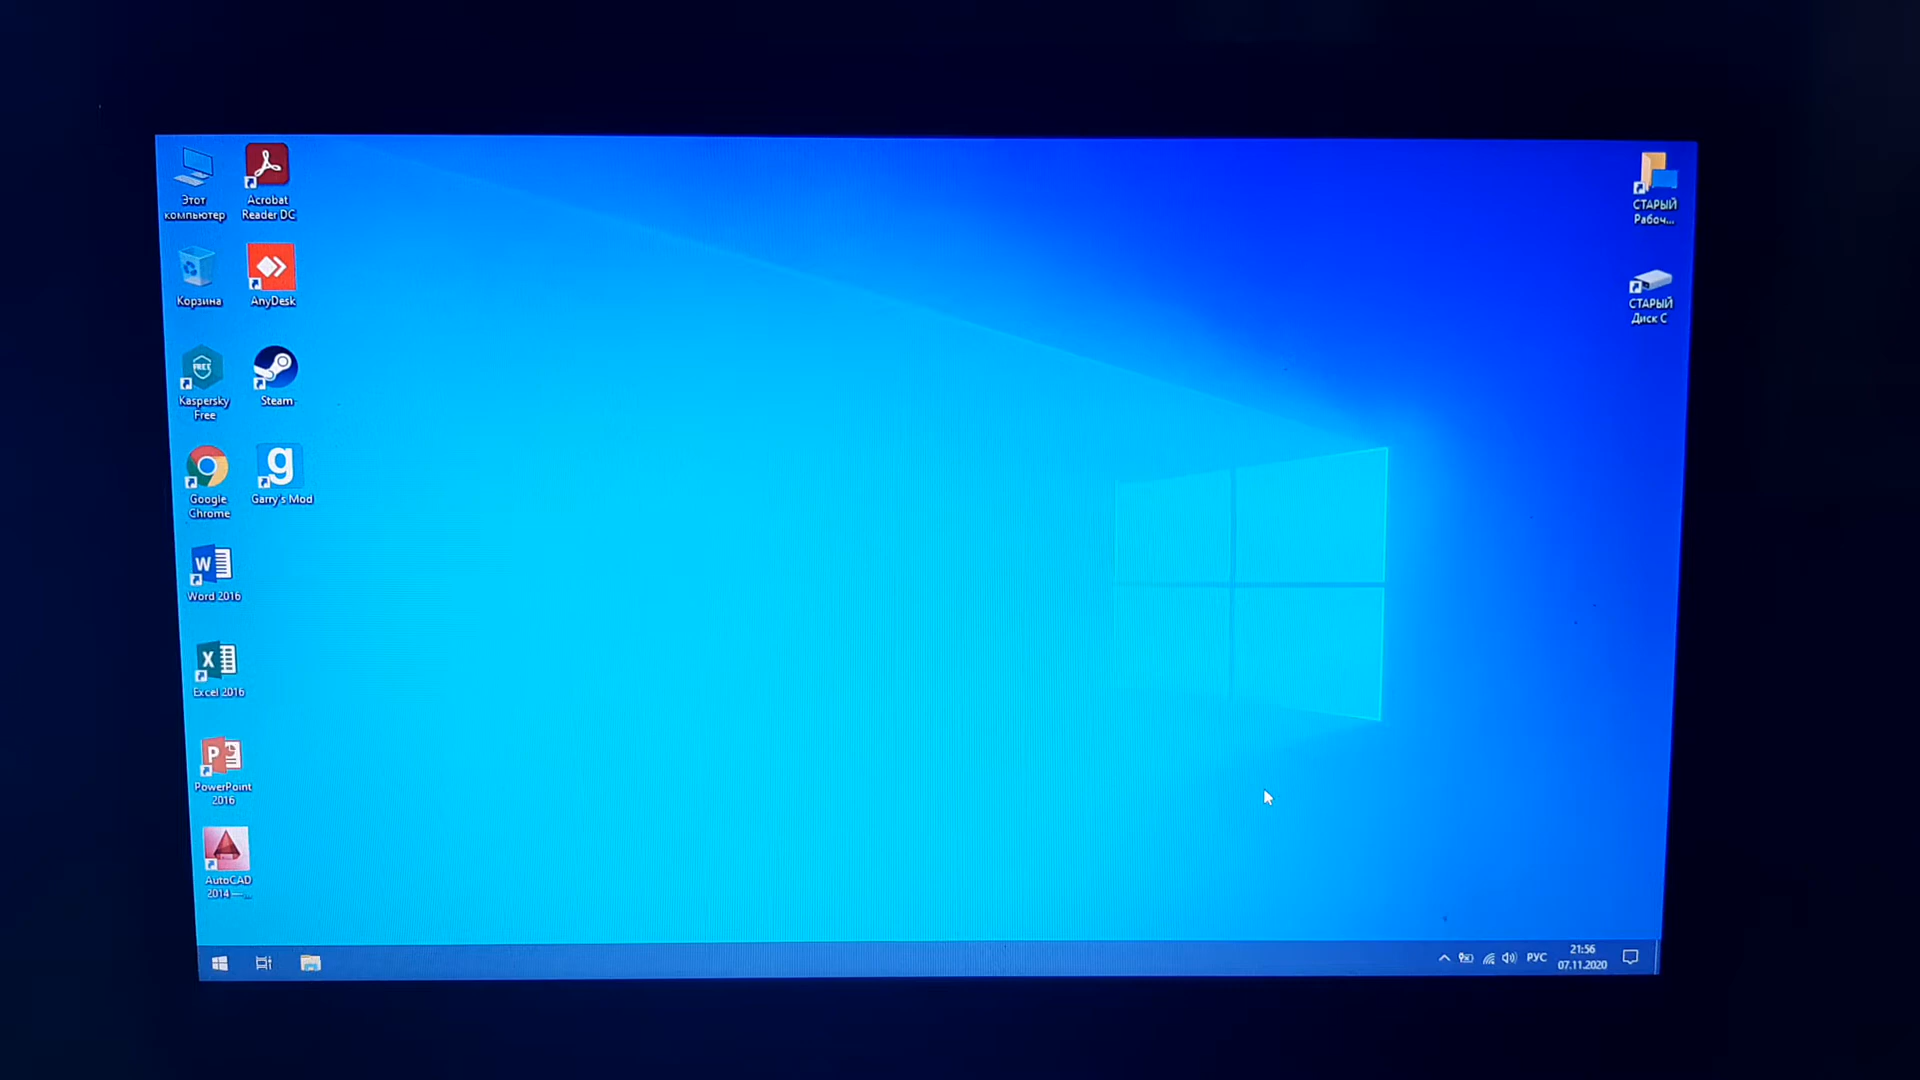 Этот
компьютер
Acrobat
Reader DC
Корзина
AnyDesk
FREE
Kaspersky
Free
Steam
Google
Chrome
g
Garry's Mod
W
Word 2016
X
Excel 2016
P
PowerPoint
2016
AutoCAD
2014 —...
СТАРЫЙ
Рабоч...
СТАРЫЙ
Диск С
РУС
21:56
07.11.2020